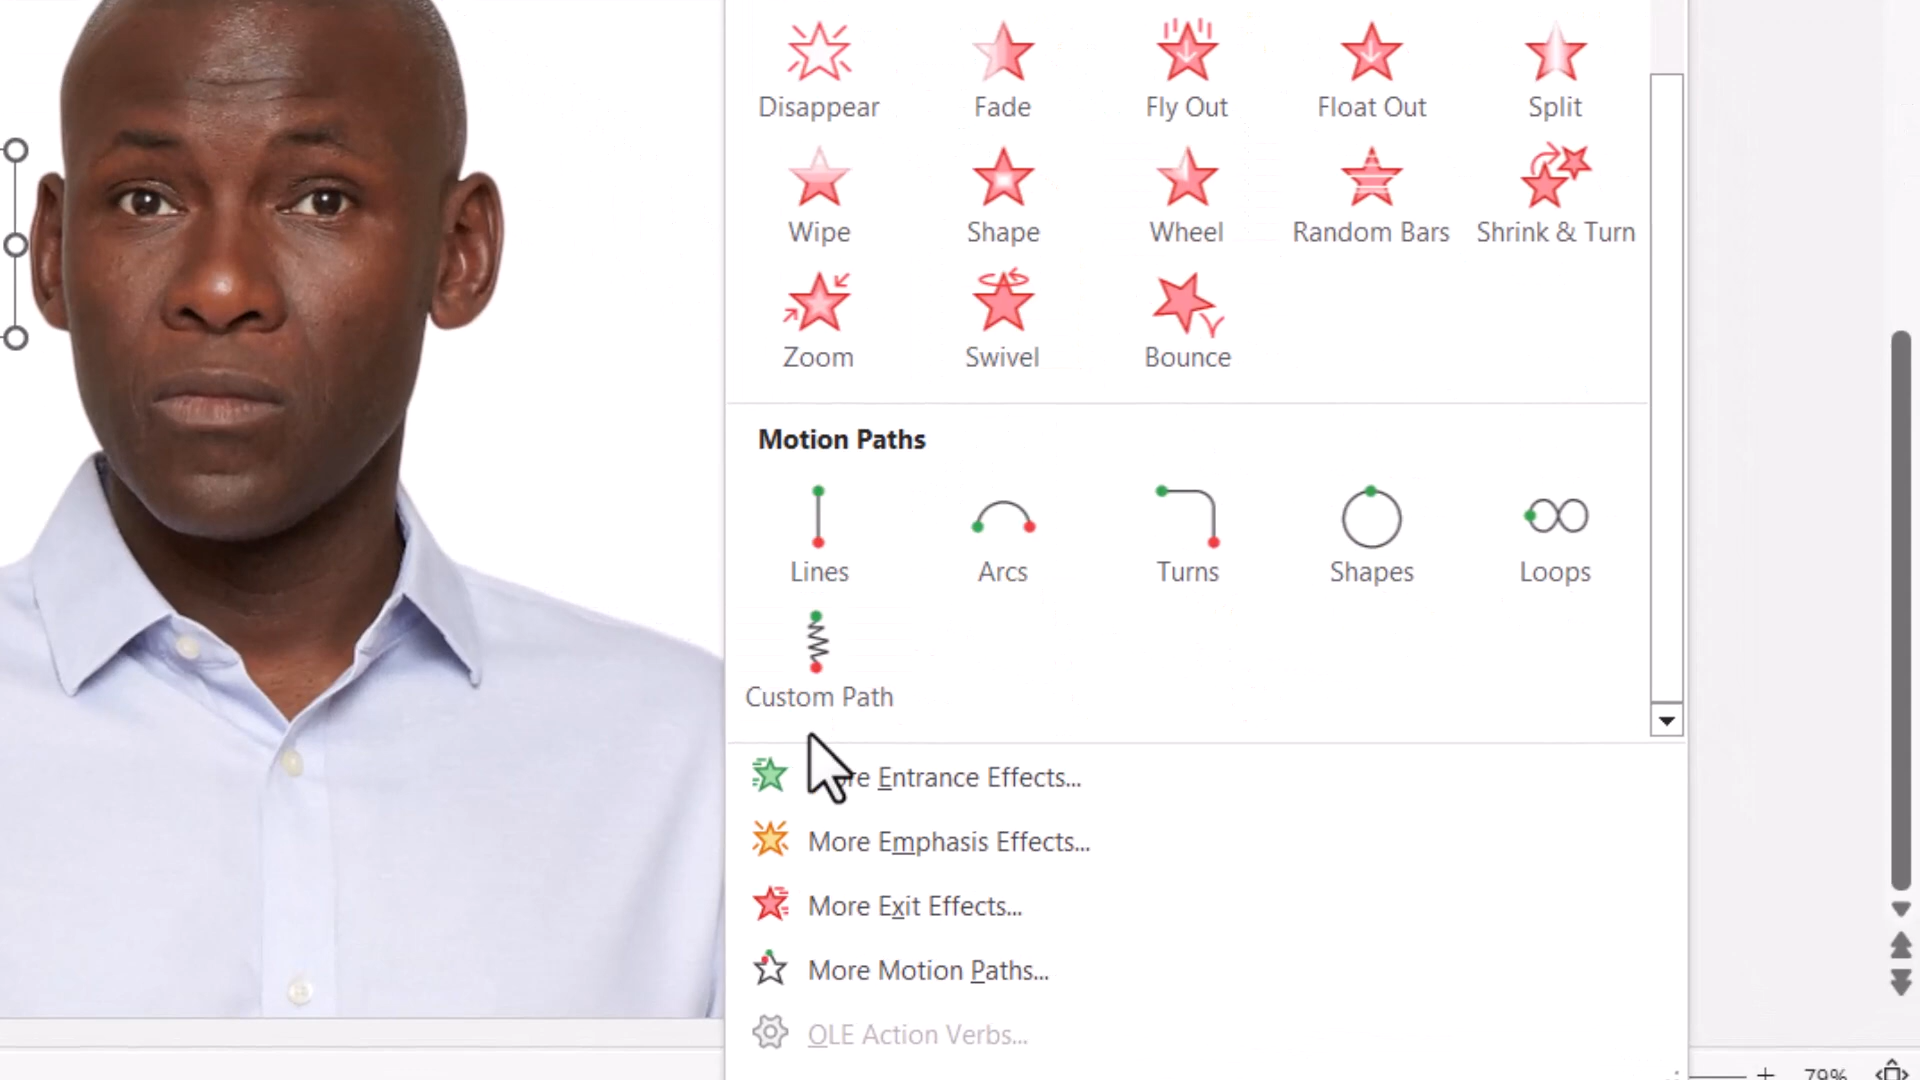 Disappear Fade Fly Out Float Out Split
Wipe Shape Wheel Random Bars Shrink & Turn
Zoom Swivel Bounce
Motion Paths
Lines Arcs Turns Shapes Loops
Custom Path
re Entrance Effects...
More Emphasis Effects...
More Exit Effects...
More Motion Paths...
OLE Action Verbs...
79%